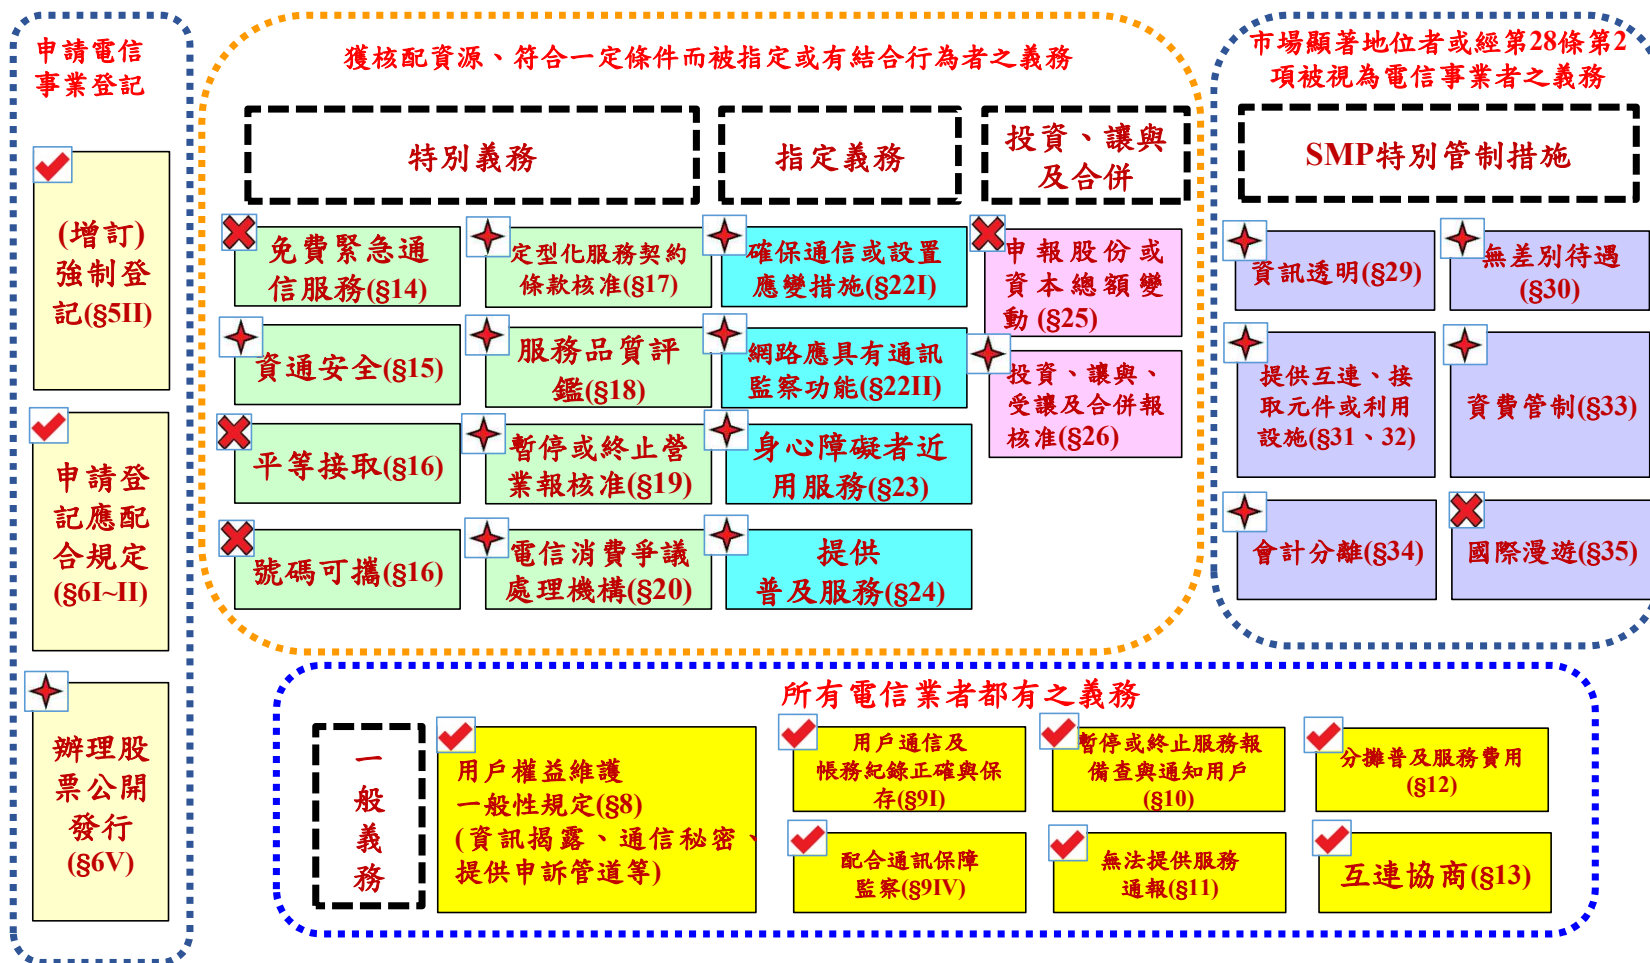 申請電信
事業登記
(增訂)
強制登
記(§5II)
申請登
記應配
合規定
(§6I~II)
辦理股
票公開
發行
(§6V)
獲核配資源、符合一定條件而被指定或有結合行為者之義務
特別義務
指定義務
投資、讓與
及合併
免費緊急通
信服務(§14)
定型化服務契約
條款核准(§17)
確保通信或設置
應變措施(§22I)
申報股份或
資本總額變
動(§25)
資通安全(§15)
服務品質評
鑑(§18)
網路應具有通訊
監察功能(§22II)
投資、讓與、
受讓及合併報
核准(§26)
平等接取(§16)
暫停或終止營
業報核准(§19)
身心障礙者近
用服務(§23)
號碼可攜(§16)
電信消費爭議
處理機構(§20)
提供
普及服務(§24)
市場顯著地位者或經第28條第2
項被視為電信事業者之義務
SMP特別管制措施
資訊透明(§29)
無差別待遇
(§30)
提供互連、接
取元件或利用
設施(§31、32)
資費管制(§33)
會計分離(§34)
國際漫遊(§35)
所有電信業者都有之義務
一
般
義
務
用戶權益維護
一般性規定(§8)
(資訊揭露、通信秘密、
提供申訴管道等)
用戶通信及
帳務紀錄正確與保
存(§9I)
暫停或終止服務報
備查與通知用戶
(§10)
分攤普及服務費用
(§12)
配合通訊保障
監察(§9IV)
無法提供服務
通報(§11)
互連協商(§13)